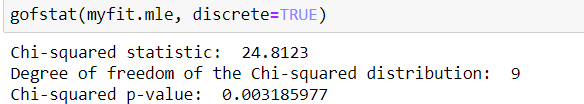 gofstat(myfit.mle, discrete=TRUE)
Chi-squared statistic:  24.8123
Degree of freedom of the Chi-squared distribution:  9
Chi-squared p-value:  0.003185977